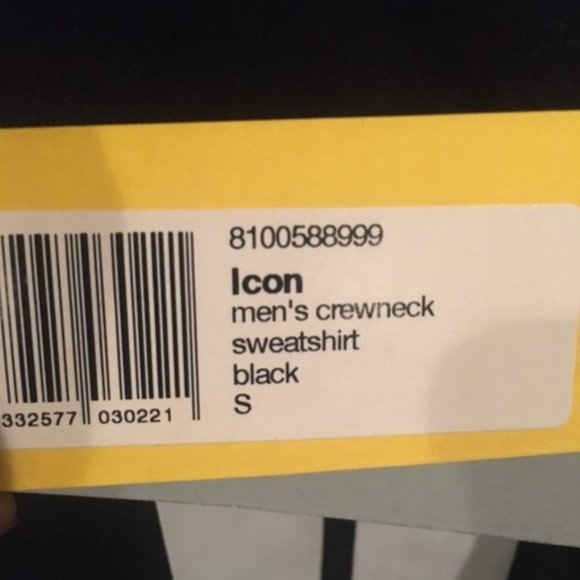 8100588999
Icon
men's crewneck
sweatshirt
black
S
332577 030221